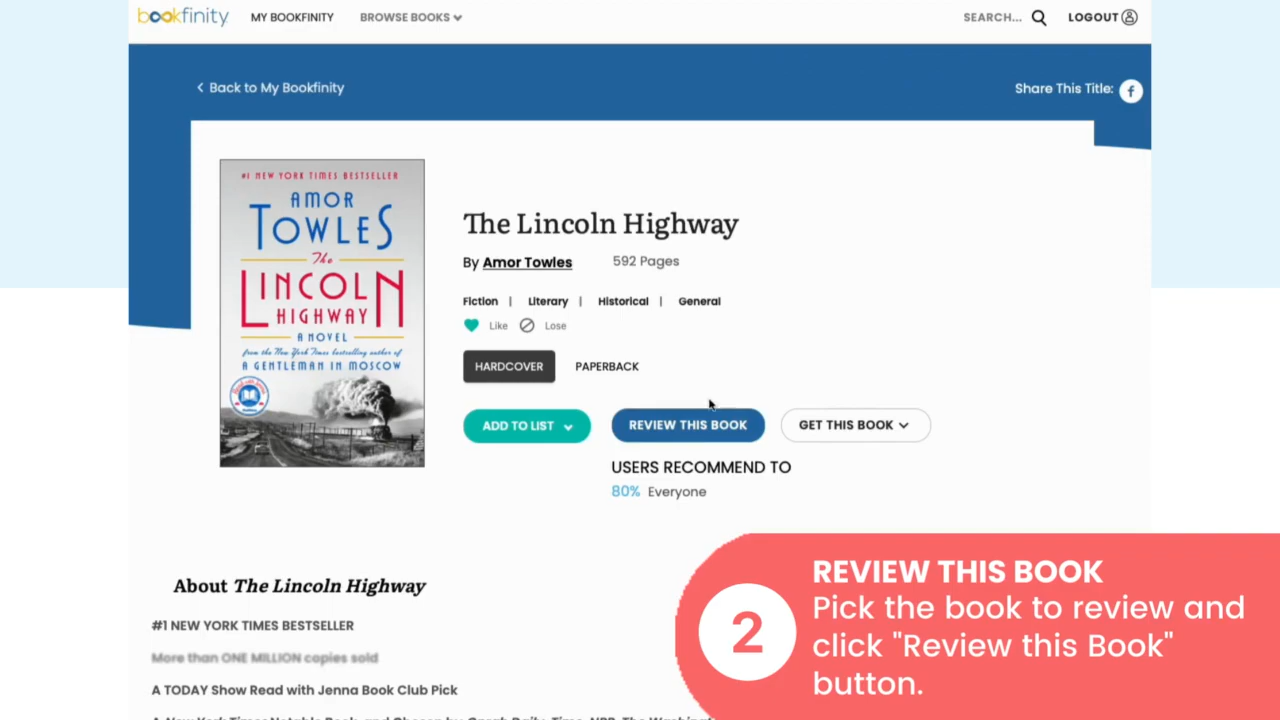 bookfinity
MY BOOKFINITY
BROWSE BOOKS
SEARCH...
LOGOUT
Back to My Bookfinity
Share This Title:
f
#1 NEW YORK TIMES BESTSELLER
AMOR
TOWLES
The
LINCOLN
HIGHWAY
A NOVEL
from the New York Times bestselling author of
A GENTLEMAN IN MOSCOW
The Lincoln Highway
By Amor Towles 592 Pages
Fiction | Literary | Historical | General
Like Lose
HARDCOVER PAPERBACK
ADD TO LIST REVIEW THIS BOOK GET THIS BOOK
USERS RECOMMEND TO
80% Everyone
About The Lincoln Highway
#1 NEW YORK TIMES BESTSELLER
More than ONE MILLION copies sold
A TODAY Show Read with Jenna Book Club Pick
2
REVIEW THIS BOOK
Pick the book to review and
click "Review this Book"
button.